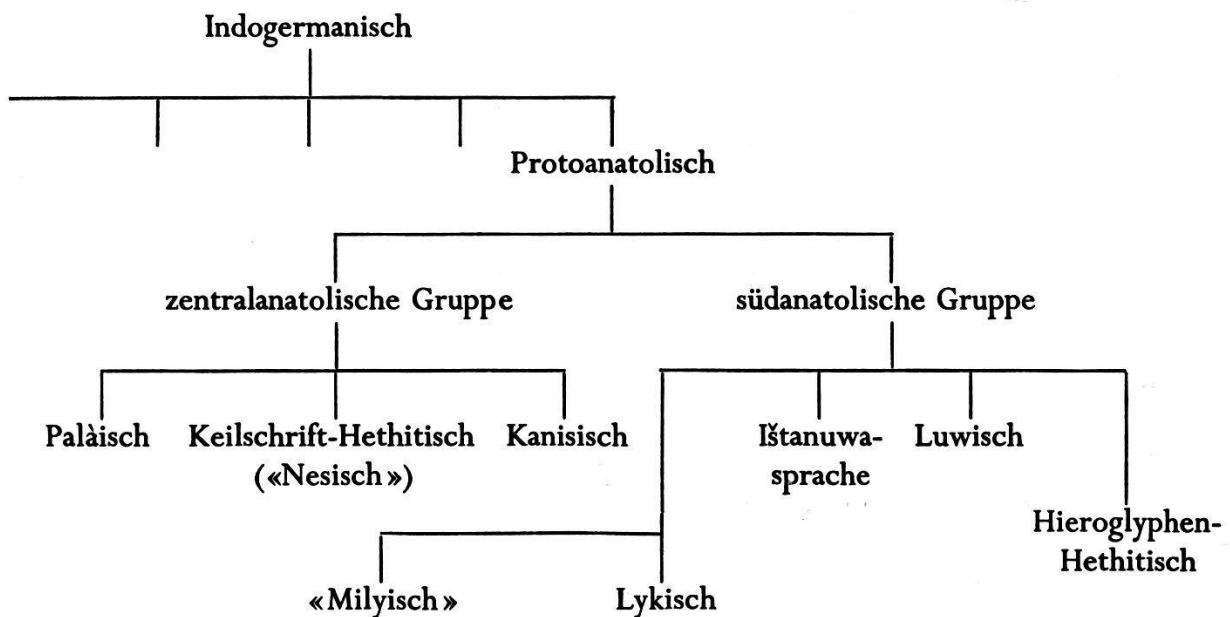 Indogermanisch
Protoanatolisch
zentralanatolische Gruppe
südanatolische Gruppe
Palàisch
Keilschrift-Hethitisch
(«Nesisch»)
Kanisisch
Ištanuwa-
sprache
Luwisch
Hieroglyphen-
Hethitisch
«Milyisch»
Lykisch